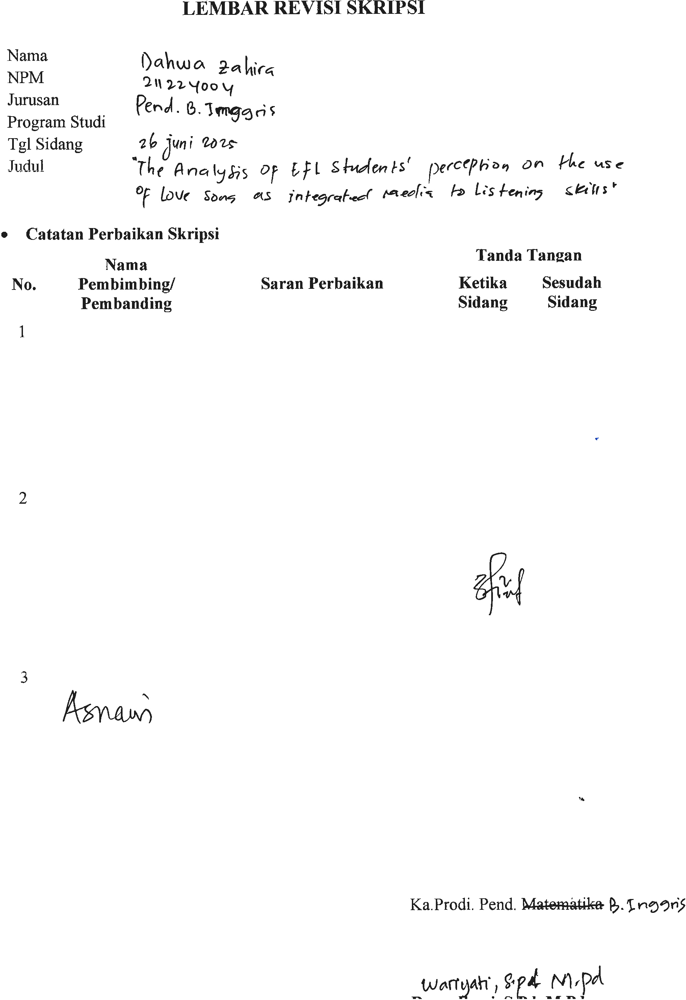 LEMBAR REVISI SKRIPSI
Nama Dahwa Zahira
NPM 211224004
Jurusan Pend. B. Inggris
Program Studi
Tgl Sidang 26 juni 2025
Judul "The Analysis of EFL Students' perception on the use
of Love Song as integrated media to Listening skills"
• Catatan Perbaikan Skripsi
No. Nama Pembimbing/ Pembanding Saran Perbaikan Tanda Tangan
Ketika Sidang Sesudah Sidang
1
2
3
Asnawi
Ka.Prodi. Pend. Matematika B. Inggris
Warryati, S.pd M.pd